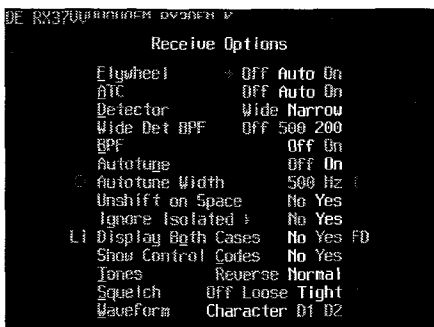 DE
Receive Options
Flywheel Off Auto On
ATC Off Auto On
Detector Wide Narrow
Wide Det BPF Off 500 200
BPF Off On
Autotune Off On
Autotune Width 500 Hz
Unshift on Space No Yes
Ignore Isolated No Yes
Li Display Both Cases No Yes FD
Show Control Codes No Yes
Tones Reverse Normal
Squelch Off Loose Tight
Waveform Character D1 D2